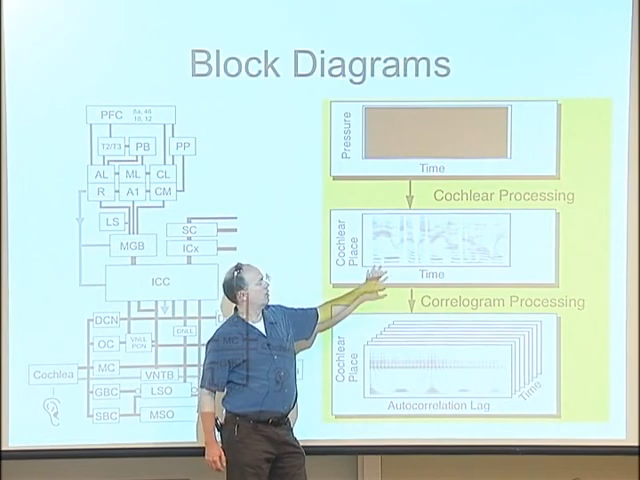 Block Diagrams
PFC
8a, 46
10, 12
T2/T3 PB PP
AL ML CL
R A1 CM
LS
SC
MGB ICx
ICC
DCN
DNLL
OC
VNLL
PON
MC
MC
Cochlea
VNTB
GBC LSO
SBC MSO
Pressure
Time
Cochlear Processing
Cochlear
Place
Time
Correlogram Processing
Cochlear
Place
Time
Autocorrelation Lag